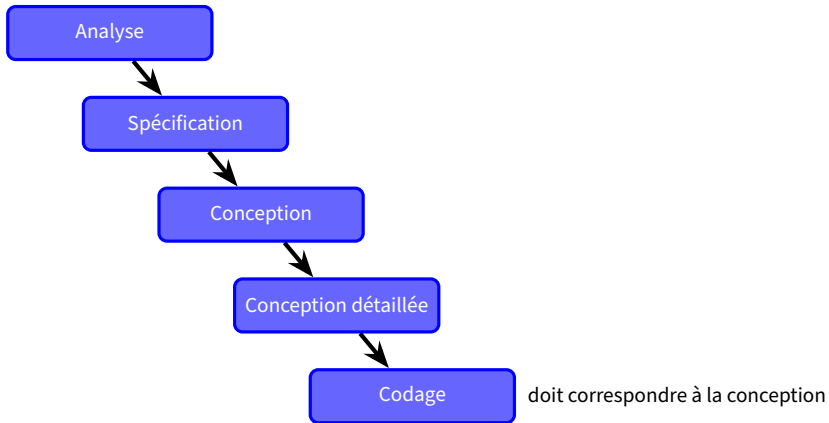 Analyse
Spécification
Conception
Conception détaillée
Codage
doit correspondre à la conception